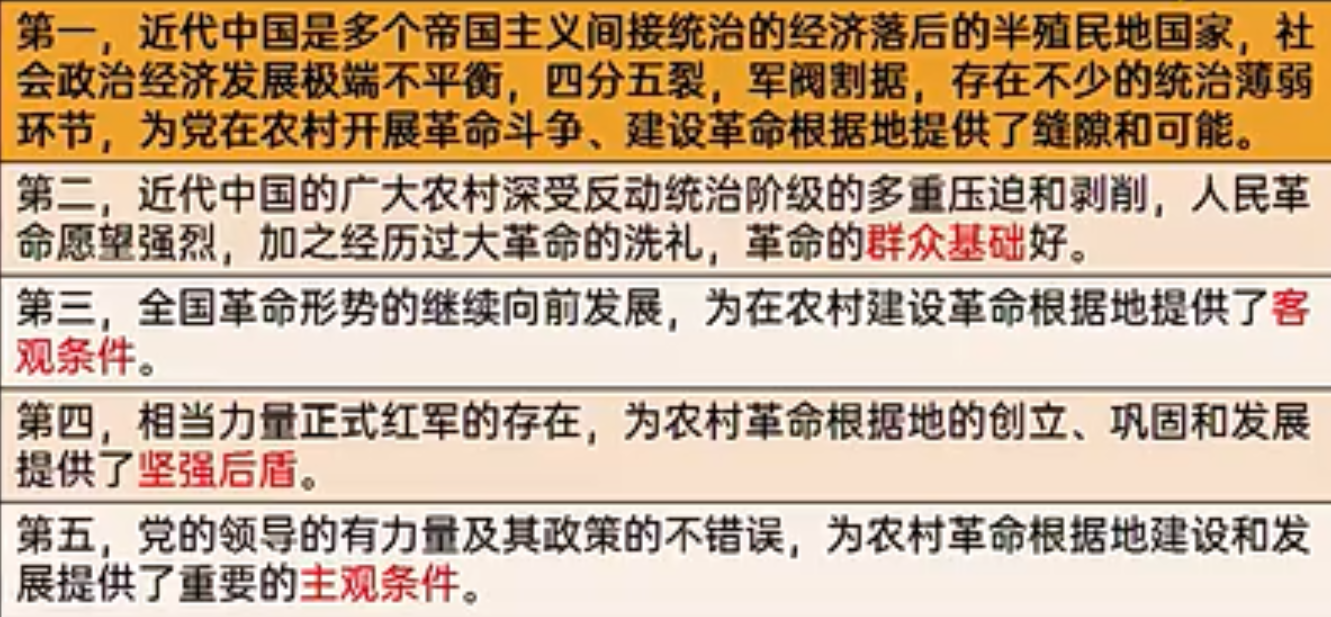 第一，近代中国是多个帝国主义间接统治的经济落后的半殖民地国家，社
会政治经济发展极端不平衡，四分五裂，军阀割据，存在不少的统治薄弱
环节，为党在农村开展革命斗争、建设革命根据地提供了缝隙和可能。
第二，近代中国的广大农村深受反动统治阶级的多重压迫和剥削，人民革
命愿望强烈，加之经历过大革命的洗礼，革命的群众基础好。
第三，全国革命形势的继续向前发展，为在农村建设革命根据地提供了客
观条件。
第四，相当力量正式红军的存在，为农村革命根据地的创立、巩固和发展
提供了坚强后盾。
第五，党的领导的有力量及其政策的不错误，为农村革命根据地建设和发
展提供了重要的主观条件。